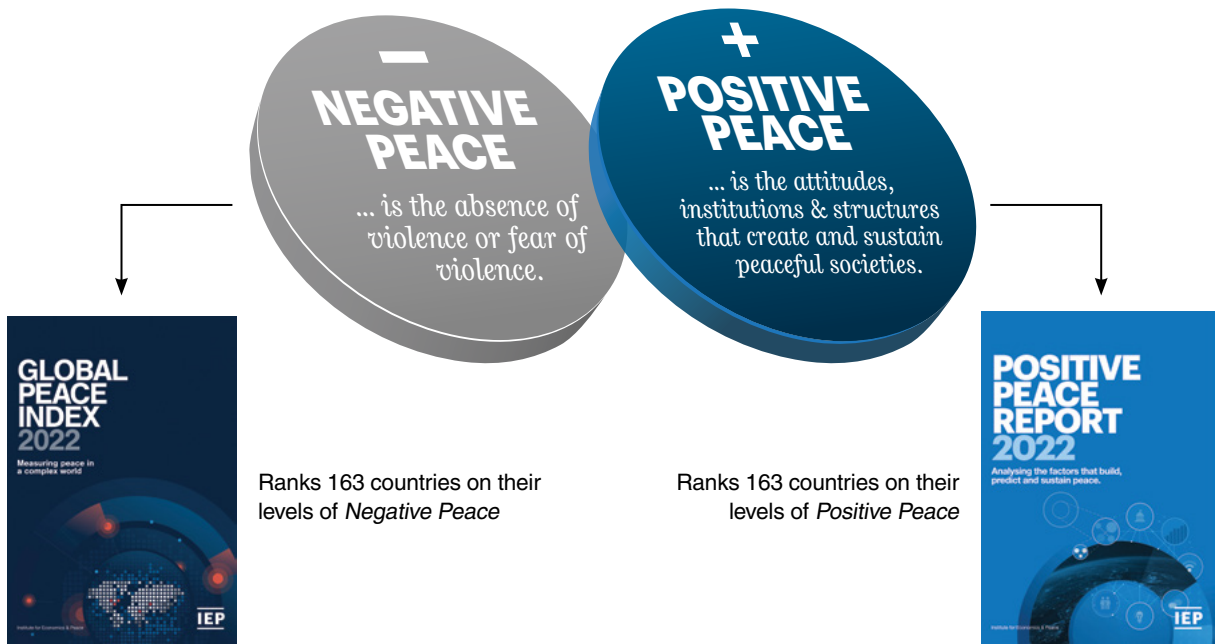 −
NEGATIVE
PEACE
... is the absence of
violence or fear of
violence.
+
POSITIVE
PEACE
... is the attitudes,
institutions & structures
that create and sustain
peaceful societies.
GLOBAL
PEACE
INDEX
2022
Measuring peace in
a complex world
Institute for Economics & Peace
IEP
Ranks 163 countries on their
levels of Negative Peace
Ranks 163 countries on their
levels of Positive Peace
POSITIVE
PEACE
REPORT
2022
Analysing the factors that build,
predict and sustain peace.
Institute for Economics & Peace
IEP